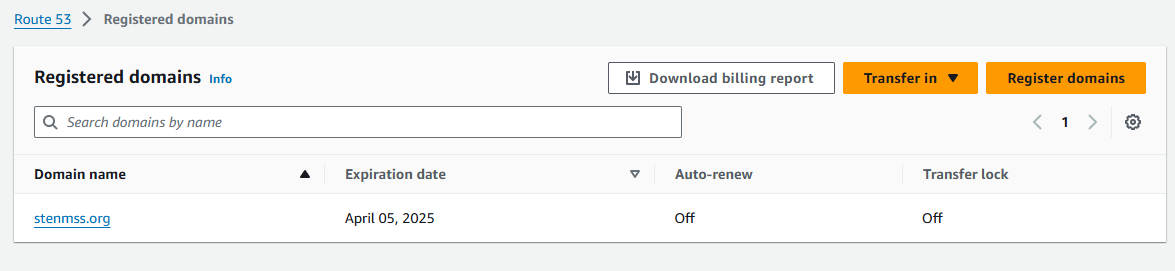 Route 53 > Registered domains
Registered domains Info
Download billing report
Transfer in
Register domains
Search domains by name
1
Domain name Expiration date Auto-renew Transfer lock
stenmss.org April 05, 2025 Off Off